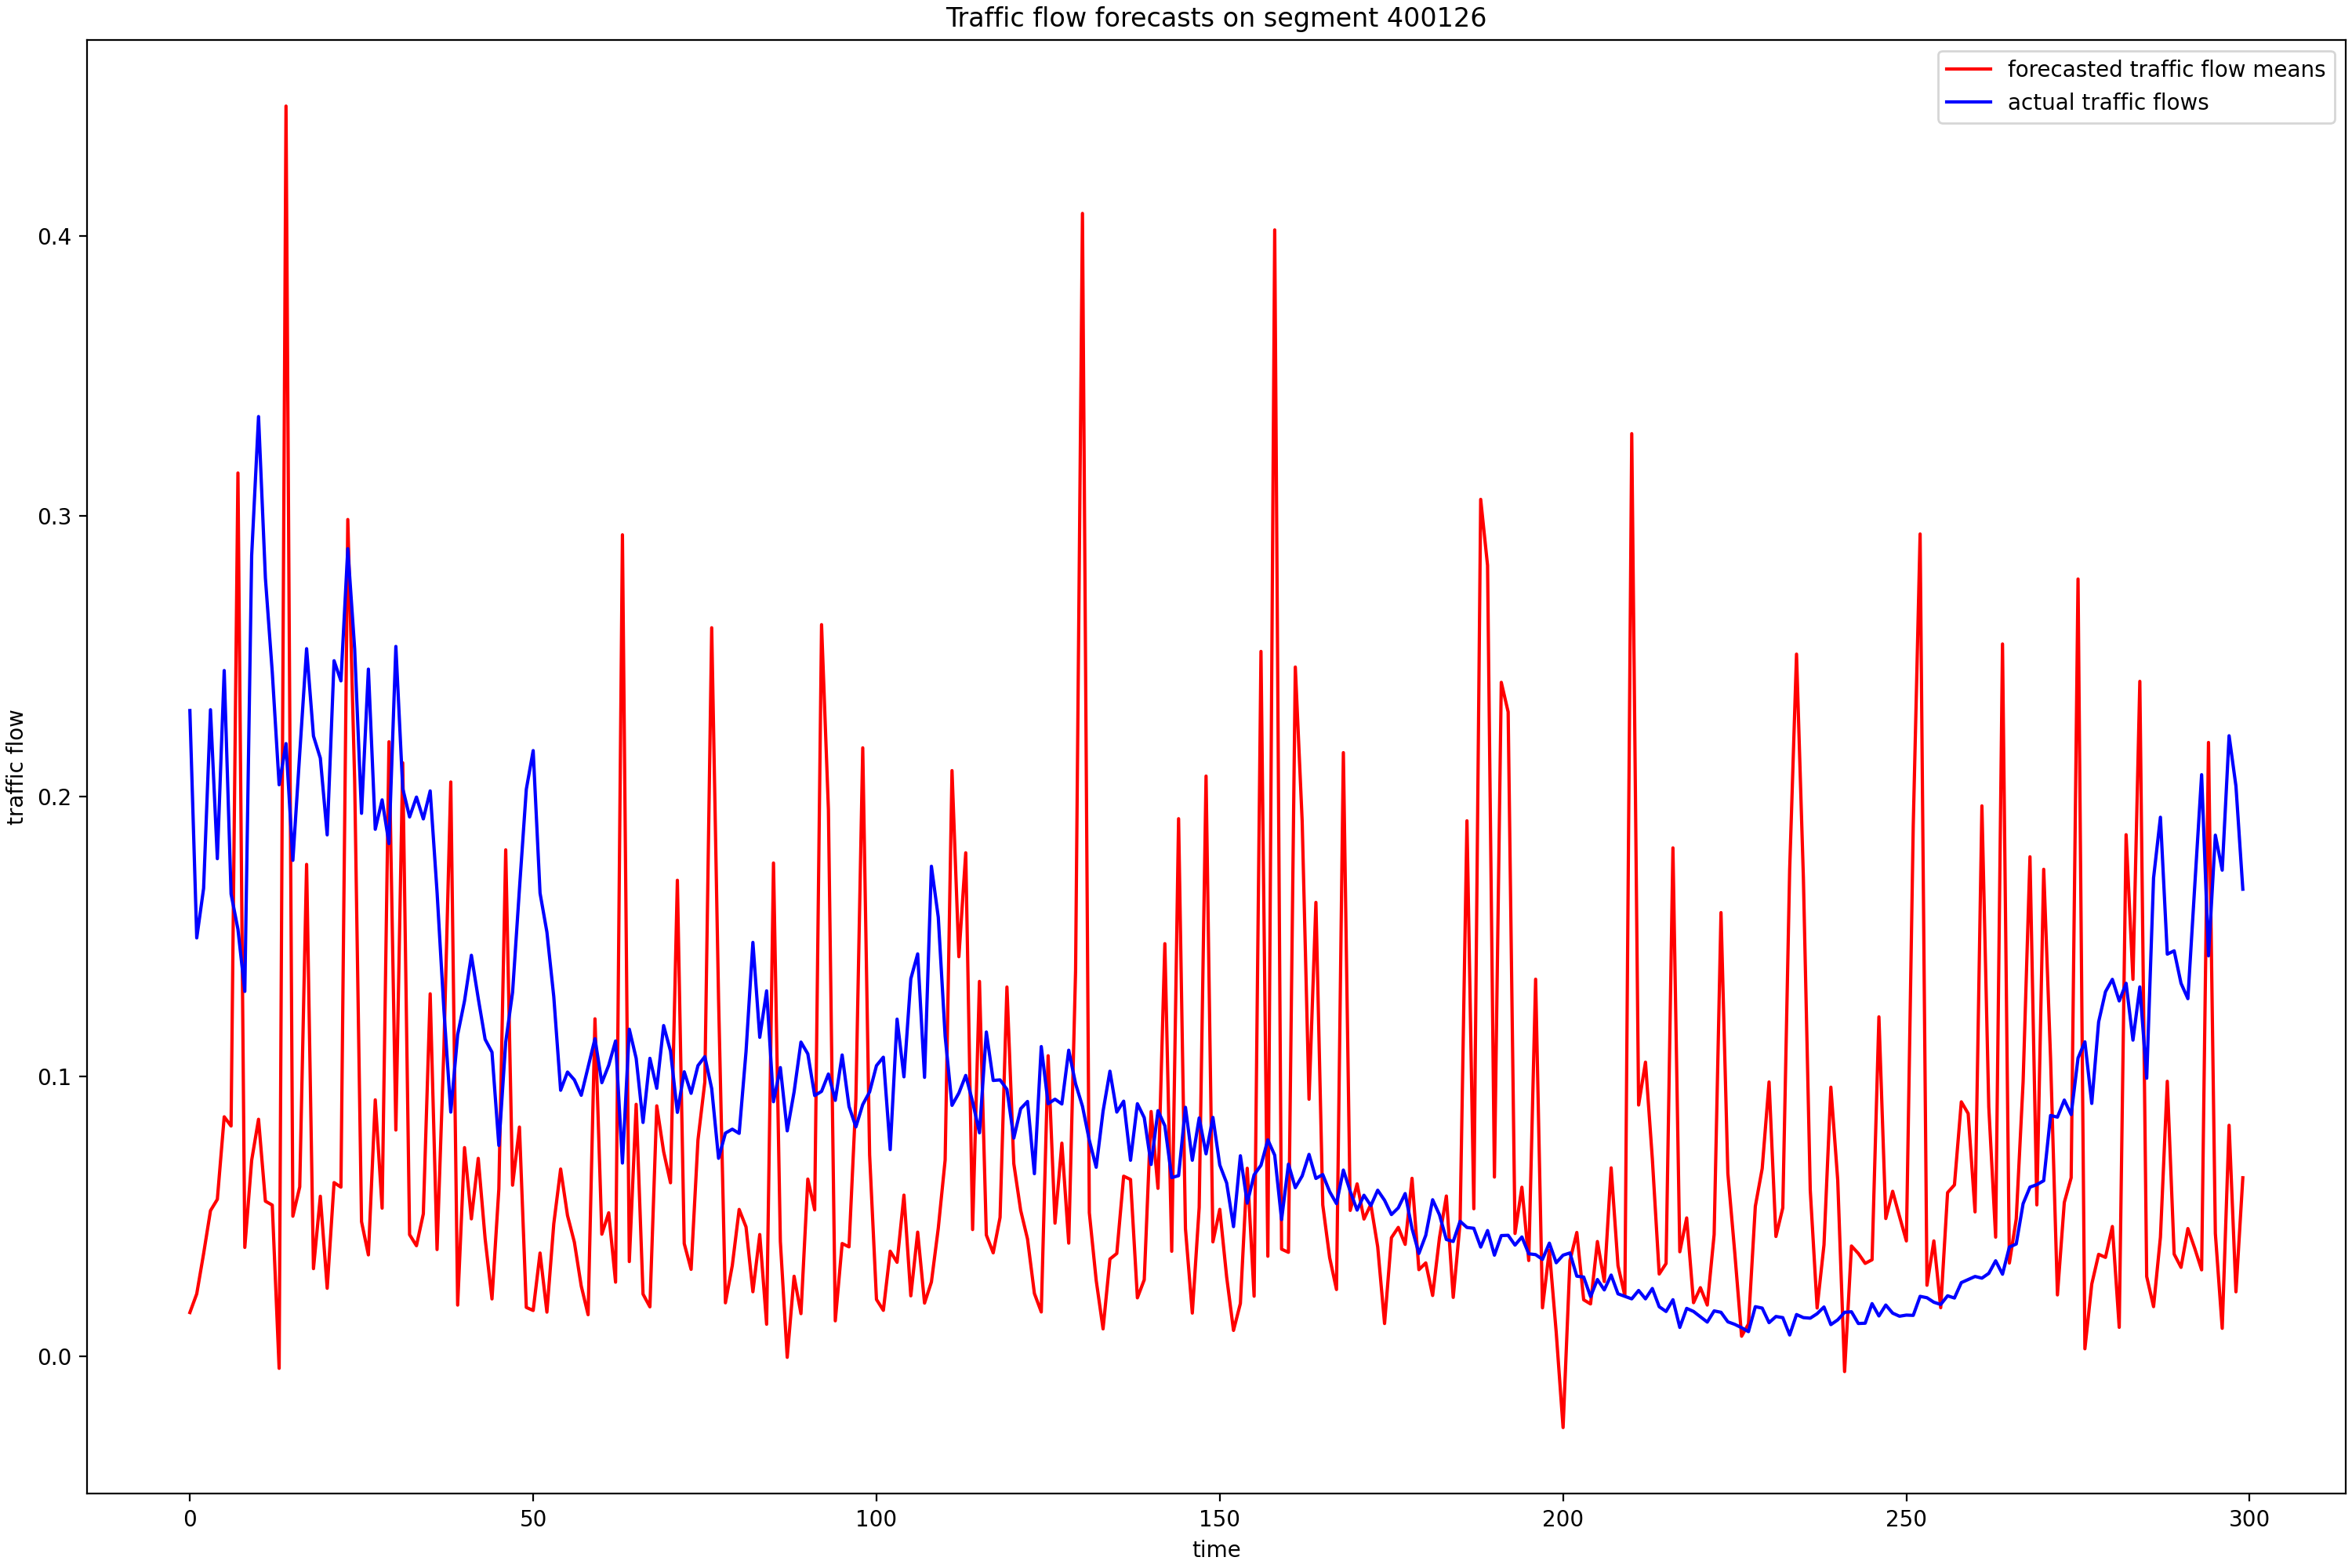 Traffic flow forecasts on segment 400126
forecasted traffic flow means
actual traffic flows
traffic flow
0.4
0.3
0.2
0.1
0.0
0 50 100 150 200 250 300
time